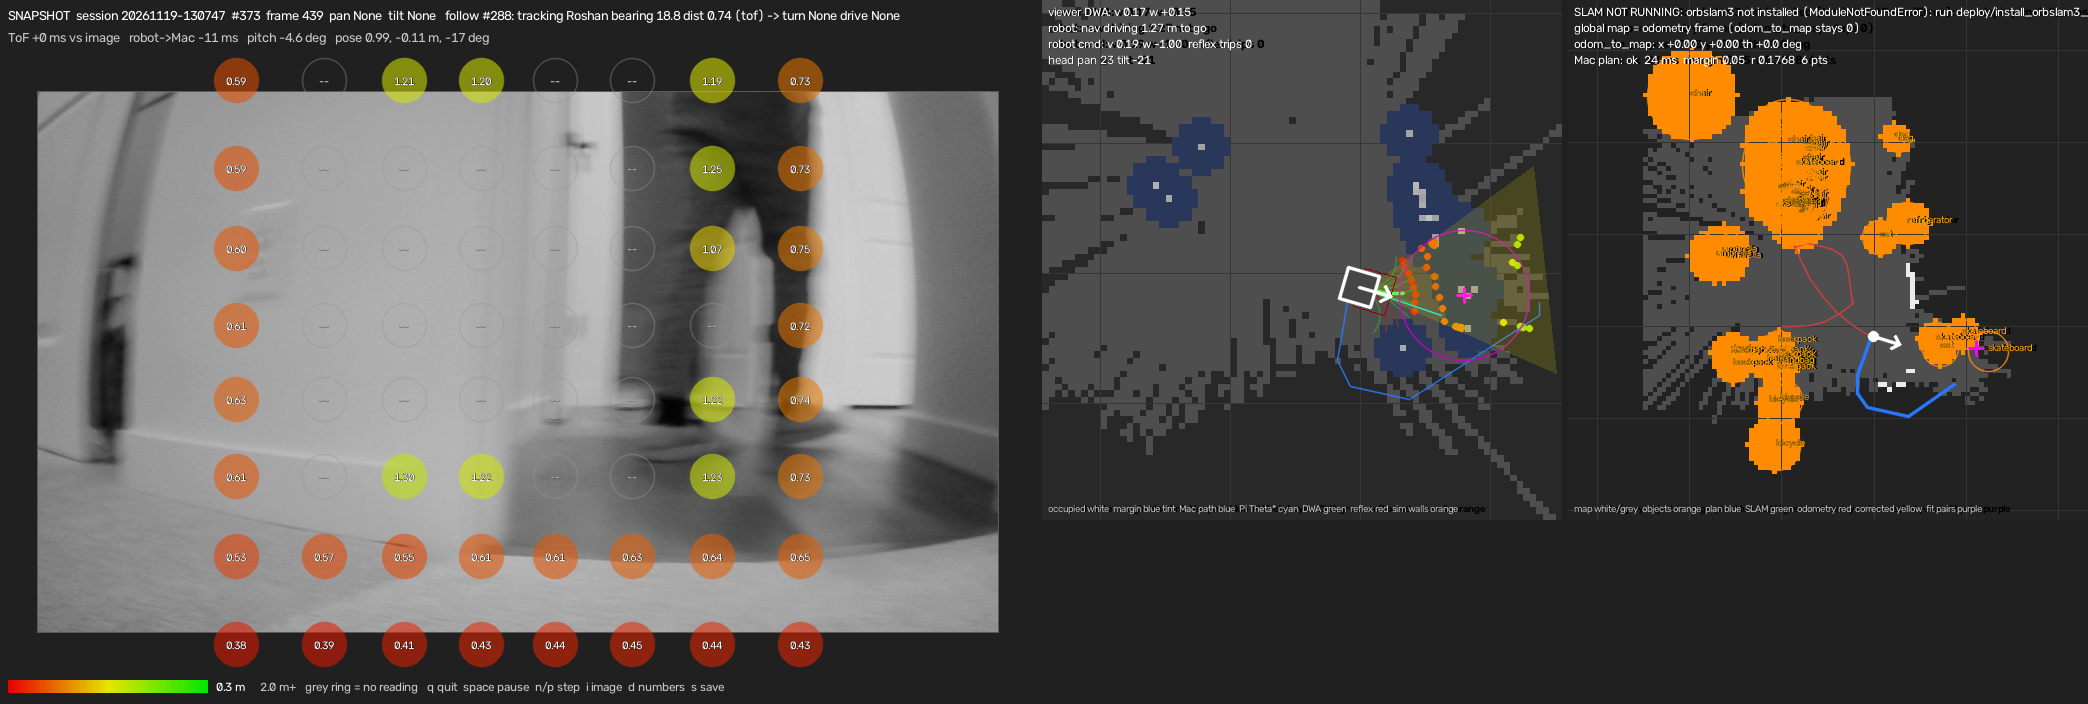 SNAPSHOT session 20261119-130747 #373 frame 439 pan None tilt None follow #288: tracking Roshan bearing 18.8 dist 0.74 (tof) -> turn None drive None
ToF +0 ms vs image robot->Mac -11 ms pitch -4.6 deg pose 0.99, -0.11 m, -17 deg
0.59 -- 1.21 1.20 -- -- 1.19 0.73
0.59 -- -- -- -- -- 1.25 0.73
0.60 -- -- -- -- -- 1.07 0.75
0.61 -- -- -- -- -- -- 0.72
0.63 -- -- -- -- -- 1.22 0.74
0.61 -- 1.30 1.22 -- -- 1.23 0.73
0.53 0.57 0.55 0.61 0.61 0.63 0.64 0.65
0.38 0.39 0.41 0.43 0.44 0.45 0.44 0.43
0.3 m 2.0 m+ grey ring = no reading q quit space pause n/p step i image d numbers s save
viewer DWA: v 0.17 w +0.15
robot: nav driving 1.27 m to go
robot cmd: v 0.19 w -1.00 reflex trips 0
head pan 23 tilt -21
occupied white margin blue tint Mac path blue Pi Theta* cyan DWA green reflex red sim walls orange
SLAM NOT RUNNING: orbslam3 not installed (ModuleNotFoundError): run deploy/install_orbslam3_
global map = odometry frame (odom_to_map stays 0)
odom_to_map: x +0.00 y +0.00 th +0.0 deg
Mac plan: ok 24 ms margin 0.05 r 0.1768 6 pts
chair
skateboard
refrigerator
skateboard
skateboard
backpack
map white/grey objects orange plan blue SLAM green odometry red corrected yellow fit pairs purple